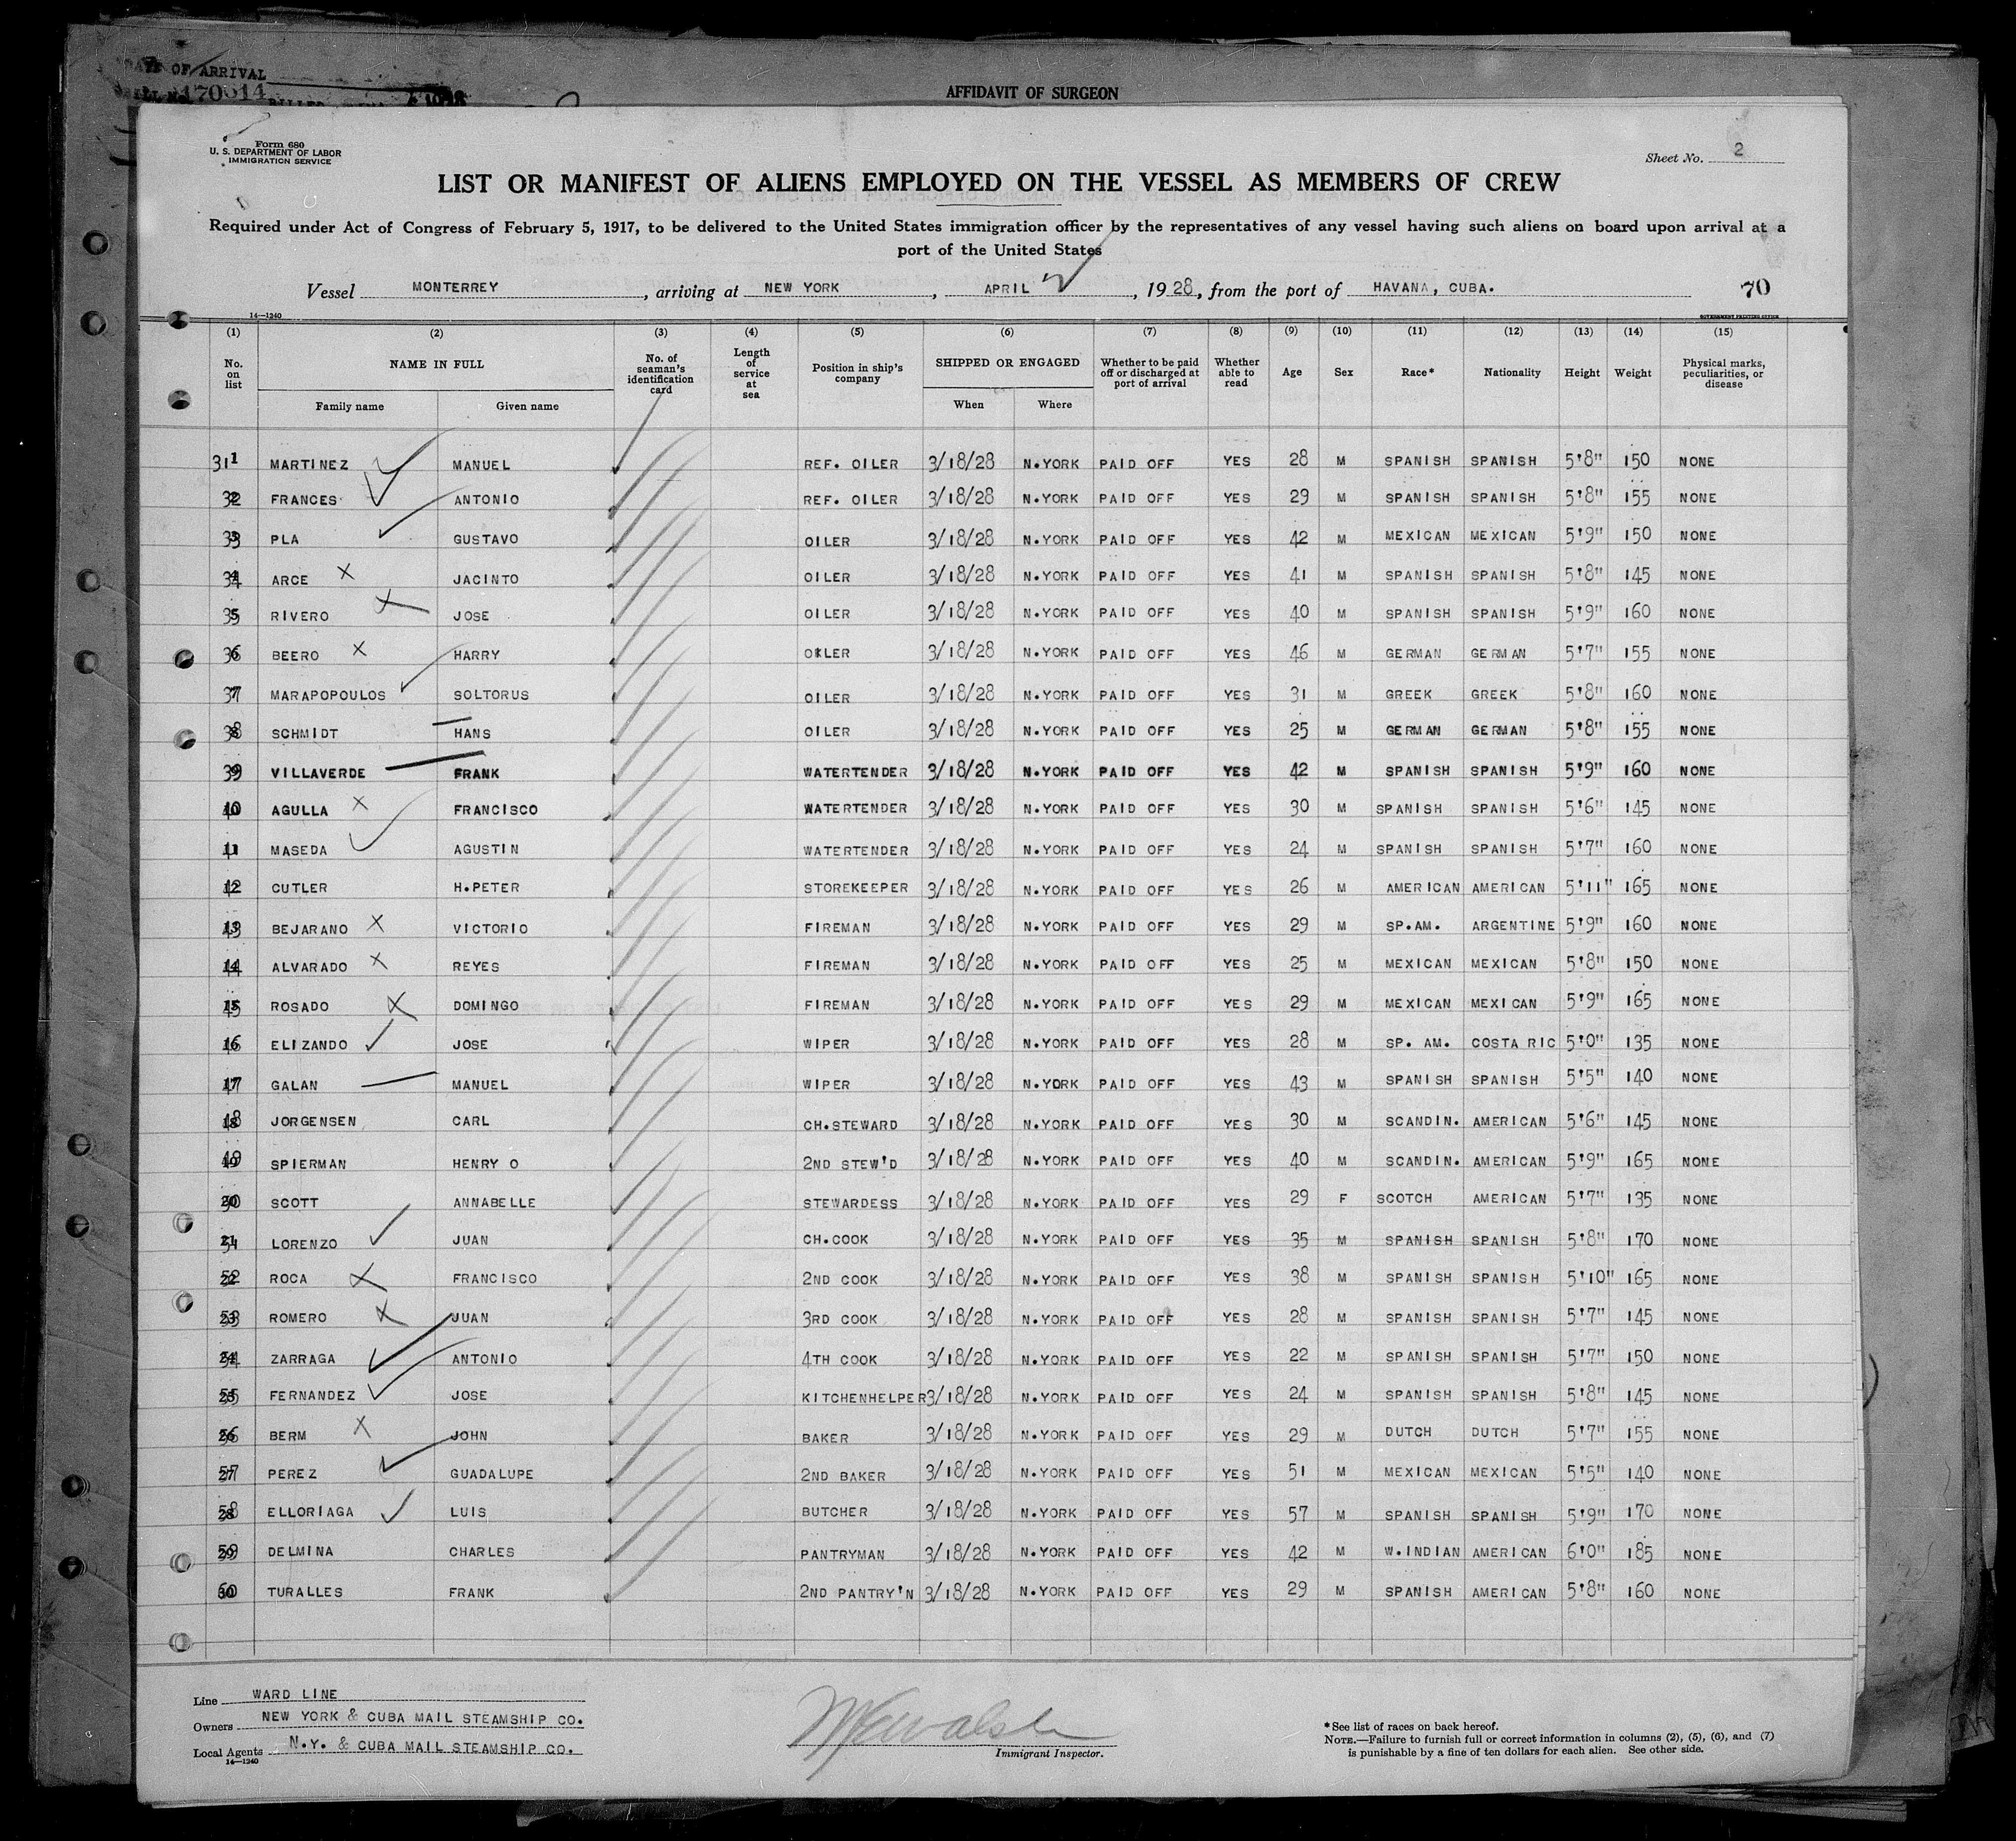 DATE OF ARRIVAL
170614
AFFIDAVIT OF SURGEON
Form 680
U. S. DEPARTMENT OF LABOR
IMMIGRATION SERVICE
Sheet No. 2
LIST OR MANIFEST OF ALIENS EMPLOYED ON THE VESSEL AS MEMBERS OF CREW
Required under Act of Congress of February 5, 1917, to be delivered to the United States immigration officer by the representatives of any vessel having such aliens on board upon arrival at a
port of the United States
Vessel MONTERREY, arriving at NEW YORK, APRIL 2, 1928, from the port of HAVANA, CUBA. 70
14—1240 GOVERNMENT PRINTING OFFICE
(1) (2) (3) (4) (5) (6) (7) (8) (9) (10) (11) (12) (13) (14) (15)
No. on list NAME IN FULL Family name Given name No. of seaman's identification card Length of service at sea Position in ship's company SHIPPED OR ENGAGED When Where Whether to be paid off or discharged at port of arrival Whether able to read Age Sex Race* Nationality Height Weight Physical marks, peculiarities, or disease
31 MARTINEZ MANUEL REF. OILER 3/18/28 N.YORK PAID OFF YES 28 M SPANISH SPANISH 5'8" 150 NONE
32 FRANCES ANTONIO REF. OILER 3/18/28 N.YORK PAID OFF YES 29 M SPANISH SPANISH 5'8" 155 NONE
33 PLA GUSTAVO OILER 3/18/28 N.YORK PAID OFF YES 42 M MEXICAN MEXICAN 5'9" 150 NONE
34 ARCE JACINTO OILER 3/18/28 N.YORK PAID OFF YES 41 M SPANISH SPANISH 5'8" 145 NONE
35 RIVERO JOSE OILER 3/18/28 N.YORK PAID OFF YES 40 M SPANISH SPANISH 5'9" 160 NONE
36 BEERO HARRY OILER 3/18/28 N.YORK PAID OFF YES 46 M GERMAN GERMAN 5'7" 155 NONE
37 MARAPOPOULOS SOLTORUS OILER 3/18/28 N.YORK PAID OFF YES 31 M GREEK GREEK 5'8" 160 NONE
38 SCHMIDT HANS OILER 3/18/28 N.YORK PAID OFF YES 25 M GERMAN GERMAN 5'8" 155 NONE
39 VILLAVERDE FRANK WATERTENDER 3/18/28 N.YORK PAID OFF YES 42 M SPANISH SPANISH 5'9" 160 NONE
40 AGULLA FRANCISCO WATERTENDER 3/18/28 N.YORK PAID OFF YES 30 M SPANISH SPANISH 5'6" 145 NONE
41 MASEDA AGUSTIN WATERTENDER 3/18/28 N.YORK PAID OFF YES 24 M SPANISH SPANISH 5'7" 160 NONE
42 CUTLER H.PETER STOREKEEPER 3/18/28 N.YORK PAID OFF YES 26 M AMERICAN AMERICAN 5'11" 165 NONE
43 BEJARANO VICTORIO FIREMAN 3/18/28 N.YORK PAID OFF YES 29 M SP.AM. ARGENTINE 5'9" 160 NONE
44 ALVARADO REYES FIREMAN 3/18/28 N.YORK PAID OFF YES 25 M MEXICAN MEXICAN 5'8" 150 NONE
45 ROSADO DOMINGO FIREMAN 3/18/28 N.YORK PAID OFF YES 29 M MEXICAN MEXICAN 5'9" 165 NONE
46 ELIZANDO JOSE WIPER 3/18/28 N.YORK PAID OFF YES 28 M SP. AM. COSTA RIC 5'0" 135 NONE
47 GALAN MANUEL WIPER 3/18/28 N.YORK PAID OFF YES 43 M SPANISH SPANISH 5'5" 140 NONE
48 JORGENSEN CARL CH.STEWARD 3/18/28 N.YORK PAID OFF YES 30 M SCANDIN. AMERICAN 5'6" 145 NONE
49 SPIERMAN HENRY O 2ND STEW'D 3/18/28 N.YORK PAID OFF YES 40 M SCANDIN. AMERICAN 5'9" 165 NONE
50 SCOTT ANNABELLE STEWARDESS 3/18/28 N.YORK PAID OFF YES 29 F SCOTCH AMERICAN 5'7" 135 NONE
51 LORENZO JUAN CH.COOK 3/18/28 N.YORK PAID OFF YES 35 M SPANISH SPANISH 5'8" 170 NONE
52 ROCA FRANCISCO 2ND COOK 3/18/28 N.YORK PAID OFF YES 38 M SPANISH SPANISH 5'10" 165 NONE
53 ROMERO JUAN 3RD COOK 3/18/28 N.YORK PAID OFF YES 28 M SPANISH SPANISH 5'7" 145 NONE
54 ZARRAGA ANTONIO 4TH COOK 3/18/28 N.YORK PAID OFF YES 22 M SPANISH SPANISH 5'7" 150 NONE
55 FERNANDEZ JOSE KITCHENHELPER 3/18/28 N.YORK PAID OFF YES 24 M SPANISH SPANISH 5'8" 145 NONE
56 BERM JOHN BAKER 3/18/28 N.YORK PAID OFF YES 29 M DUTCH DUTCH 5'7" 155 NONE
57 PEREZ GUADALUPE 2ND BAKER 3/18/28 N.YORK PAID OFF YES 51 M MEXICAN MEXICAN 5'5" 140 NONE
58 ELLORIAGA LUIS BUTCHER 3/18/28 N.YORK PAID OFF YES 57 M SPANISH SPANISH 5'9" 170 NONE
59 DELMINA CHARLES PANTRYMAN 3/18/28 N.YORK PAID OFF YES 42 M W.INDIAN AMERICAN 6'0" 185 NONE
60 TURALLES FRANK 2ND PANTRY'N 3/18/28 N.YORK PAID OFF YES 29 M SPANISH AMERICAN 5'8" 160 NONE
Line WARD LINE
Owners NEW YORK & CUBA MAIL STEAMSHIP CO.
Local Agents N.Y. & CUBA MAIL STEAMSHIP CO.
14—1240
Immigrant Inspector.
*See list of races on back hereof.
NOTE.—Failure to furnish full or correct information in columns (2), (5), (6), and (7)
is punishable by a fine of ten dollars for each alien. See other side.